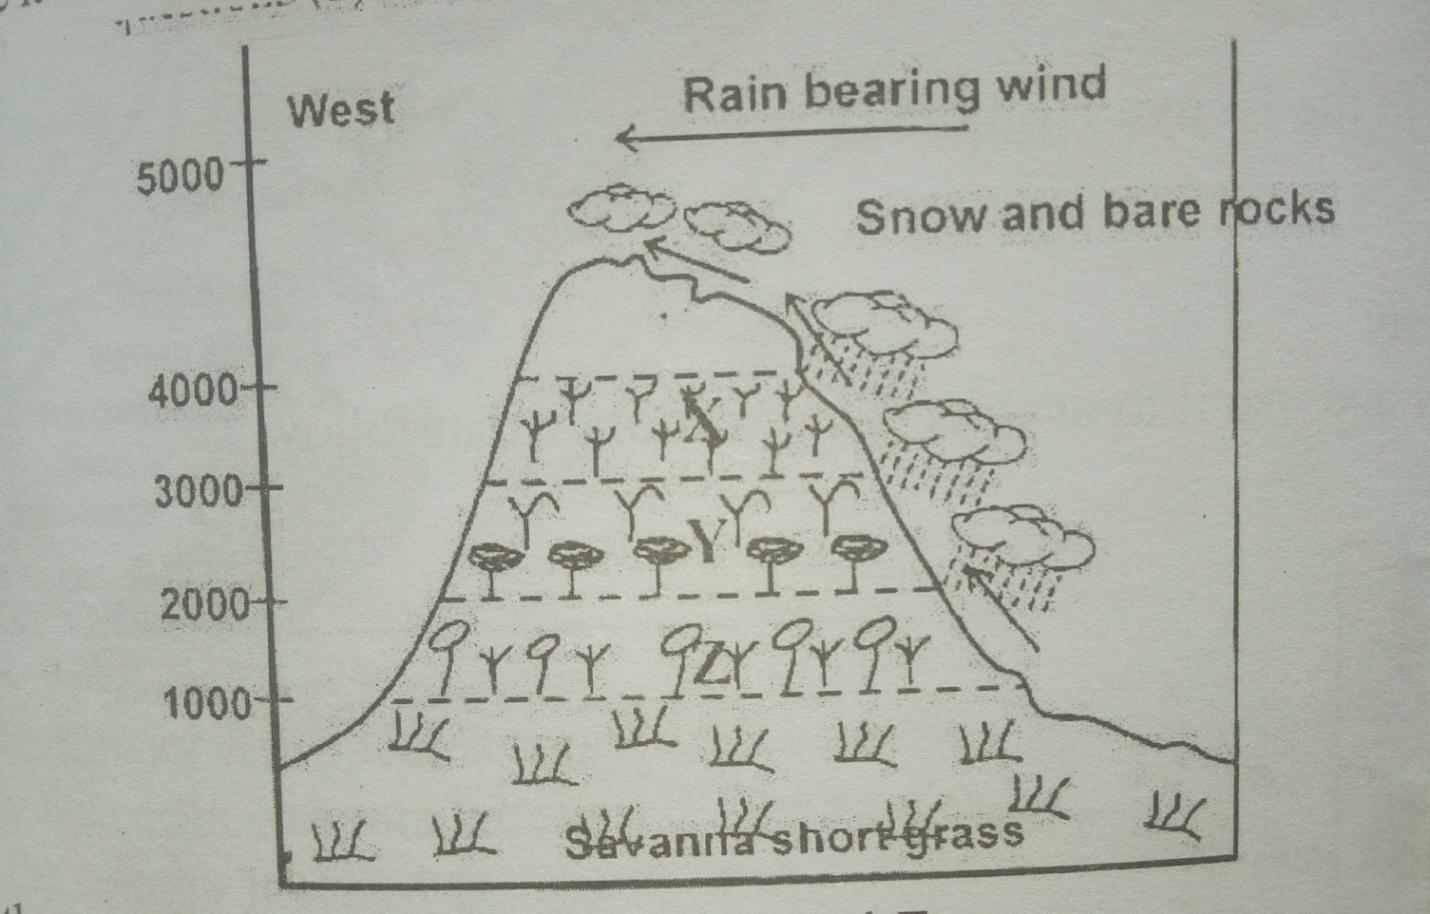 West
Rain bearing wind
5000
Snow and bare rocks
4000
X
3000
Y
2000
Z
1000
Savanna short grass